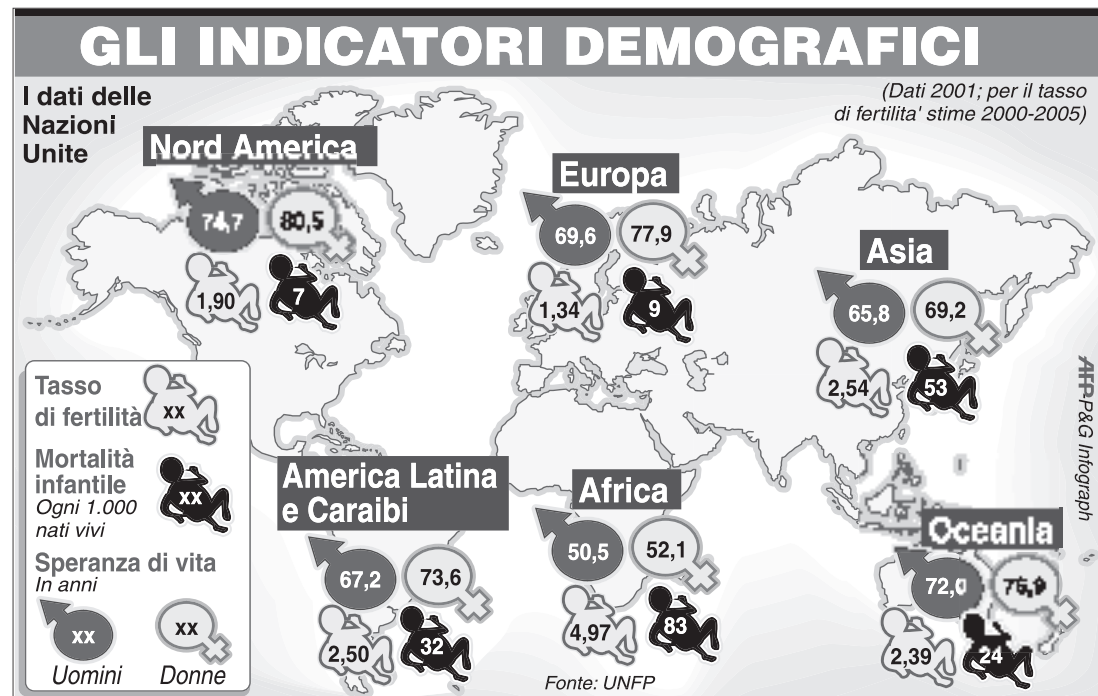 GLI INDICATORI DEMOGRAFICI
I dati delle
Nazioni
Unite
(Dati 2001; per il tasso
di fertilita' stime 2000-2005)
Nord America
74,7
80,5
1,90
7
Europa
69,6
77,9
1,34
9
Asia
65,8
69,2
2,54
53
Tasso
di fertilità
xx
Mortalità
infantile
Ogni 1.000
nati vivi
xx
Speranza di vita
In anni
xx
xx
Uomini
Donne
America Latina
e Caraibi
67,2
73,6
2,50
32
Africa
50,5
52,1
4,97
83
Oceania
72,0
2,39
24
Fonte: UNFP
AFP-P&G Infograph